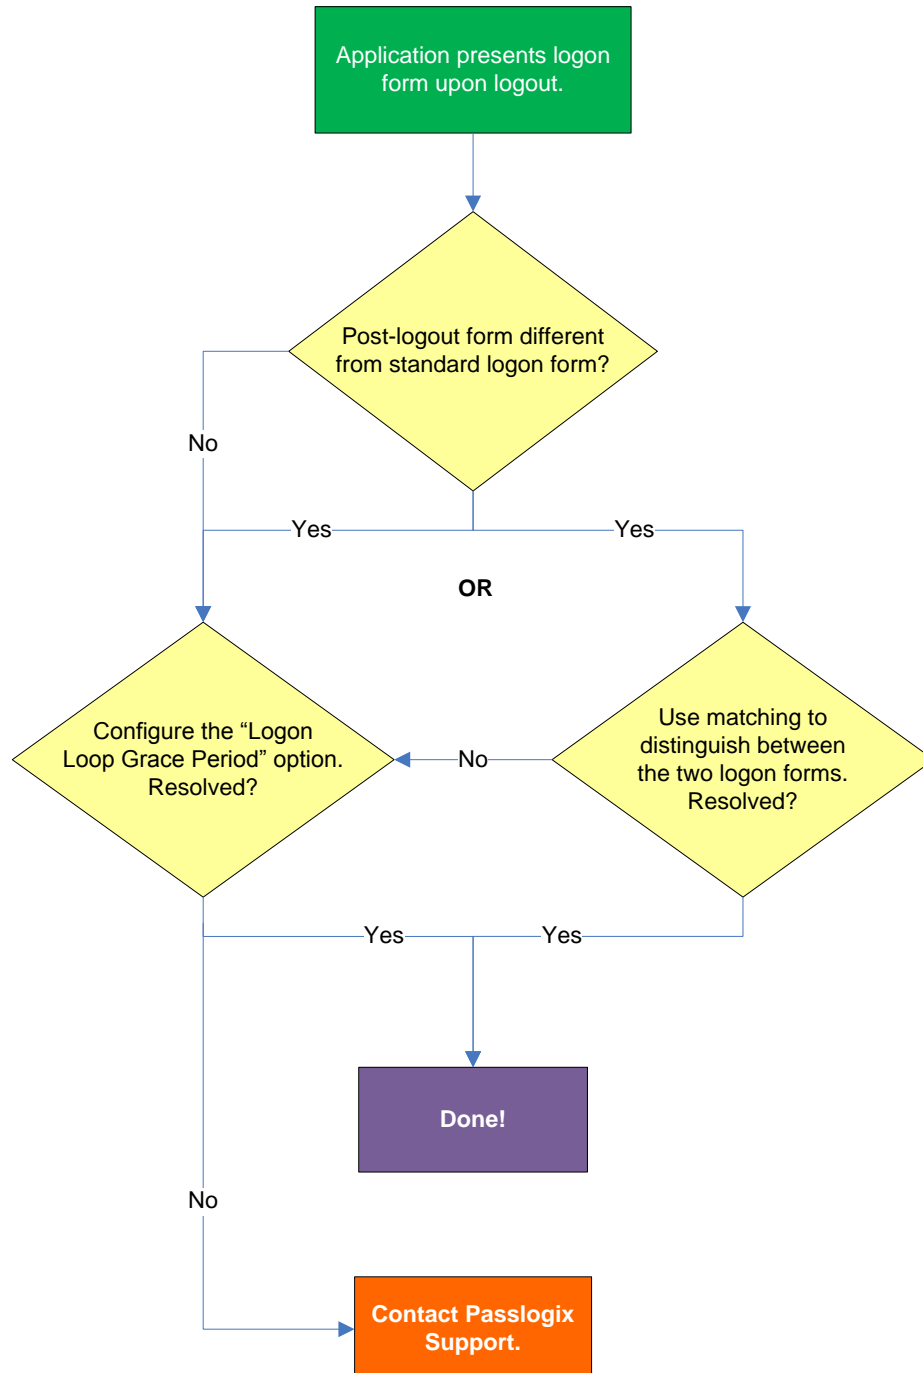 Application presents logon
form upon logout.
Post-logout form different
from standard logon form?
No
Yes
Yes
OR
Configure the “Logon
Loop Grace Period” option.
Resolved?
No
Use matching to
distinguish between
the two logon forms.
Resolved?
Yes
Yes
Done!
No
Contact Passlogix
Support.